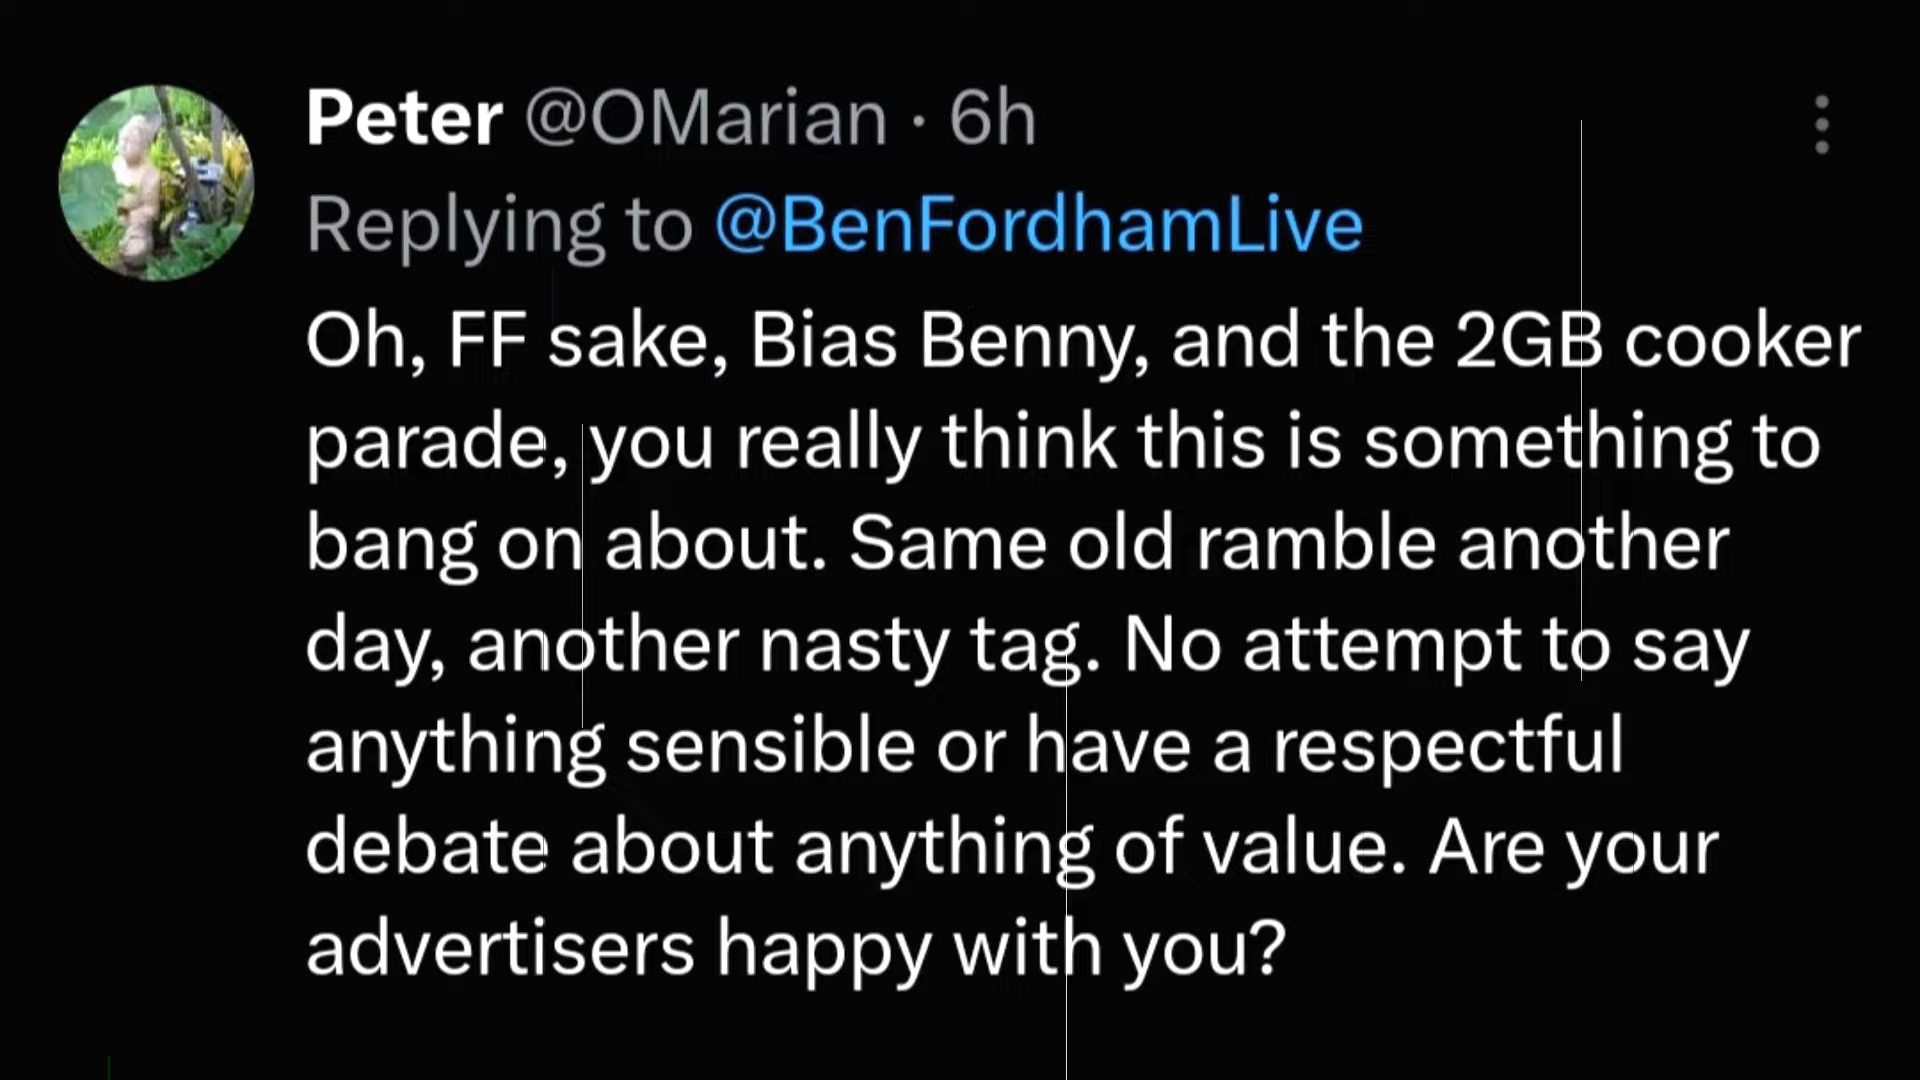 Peter @OMarian · 6h
Replying to @BenFordhamLive
Oh, FF sake, Bias Benny, and the 2GB cooker
parade, you really think this is something to
bang on about. Same old ramble another
day, another nasty tag. No attempt to say
anything sensible or have a respectful
debate about anything of value. Are your
advertisers happy with you?